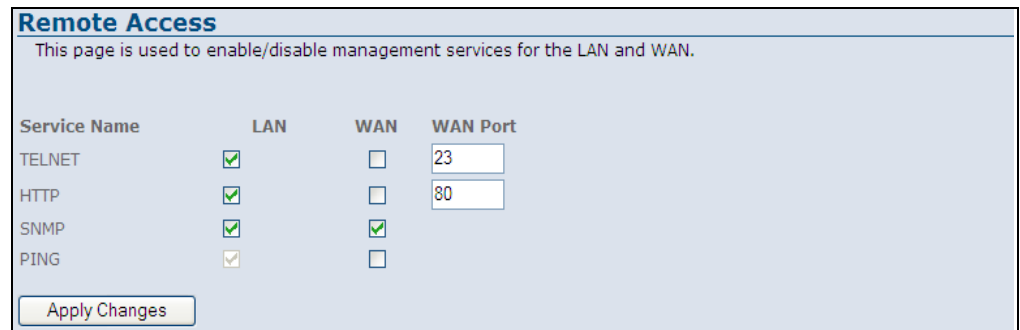 Remote Access
This page is used to enable/disable management services for the LAN and WAN.
Service Name LAN WAN WAN Port
TELNET 23
HTTP 80
SNMP
PING
Apply Changes